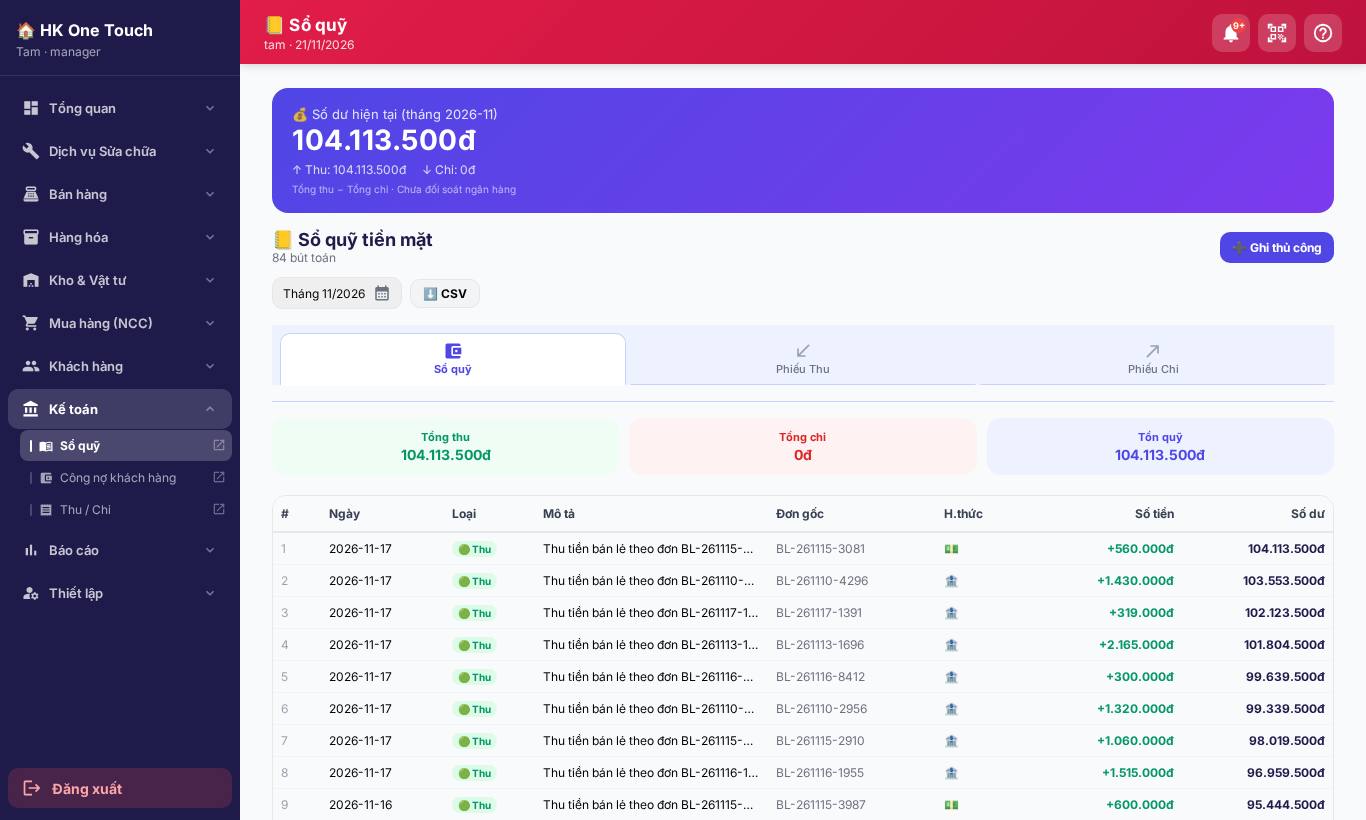 🏠 HK One Touch
Tam · manager
Tổng quan
Dịch vụ Sửa chữa
Bán hàng
Hàng hóa
Kho & Vật tư
Mua hàng (NCC)
Khách hàng
Kế toán
Sổ quỹ
Công nợ khách hàng
Thu / Chi
Báo cáo
Thiết lập
Đăng xuất
📒 Sổ quỹ
tam · 21/11/2026
9+
💰 Số dư hiện tại (tháng 2026-11)
104.113.500đ
↑ Thu: 104.113.500đ ↓ Chi: 0đ
Tổng thu − Tổng chi · Chưa đối soát ngân hàng
📒 Sổ quỹ tiền mặt
84 bút toán
➕ Ghi thủ công
Tháng 11/2026
⬇️ CSV
Sổ quỹ
Phiếu Thu
Phiếu Chi
Tổng thu
104.113.500đ
Tổng chi
0đ
Tồn quỹ
104.113.500đ
# Ngày Loại Mô tả Đơn gốc H.thức Số tiền Số dư
1 2026-11-17 🟢 Thu Thu tiền bán lẻ theo đơn BL-261115-... BL-261115-3081 💵 +560.000đ 104.113.500đ
2 2026-11-17 🟢 Thu Thu tiền bán lẻ theo đơn BL-261110-... BL-261110-4296 🏦 +1.430.000đ 103.553.500đ
3 2026-11-17 🟢 Thu Thu tiền bán lẻ theo đơn BL-261117-1... BL-261117-1391 🏦 +319.000đ 102.123.500đ
4 2026-11-17 🟢 Thu Thu tiền bán lẻ theo đơn BL-261113-1... BL-261113-1696 🏦 +2.165.000đ 101.804.500đ
5 2026-11-17 🟢 Thu Thu tiền bán lẻ theo đơn BL-261116-... BL-261116-8412 🏦 +300.000đ 99.639.500đ
6 2026-11-17 🟢 Thu Thu tiền bán lẻ theo đơn BL-261110-... BL-261110-2956 🏦 +1.320.000đ 99.339.500đ
7 2026-11-17 🟢 Thu Thu tiền bán lẻ theo đơn BL-261115-... BL-261115-2910 🏦 +1.060.000đ 98.019.500đ
8 2026-11-17 🟢 Thu Thu tiền bán lẻ theo đơn BL-261116-1... BL-261116-1955 🏦 +1.515.000đ 96.959.500đ
9 2026-11-16 🟢 Thu Thu tiền bán lẻ theo đơn BL-261115-... BL-261115-3987 💵 +600.000đ 95.444.500đ